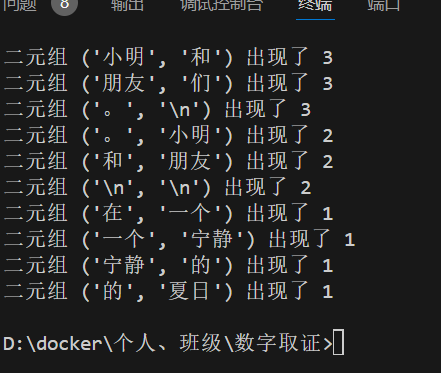 问题 8 输出 调试控制台 终端 端口
二元组 ('小明', '和') 出现了 3
二元组 ('朋友', '们') 出现了 3
二元组 ('。', '\n') 出现了 3
二元组 ('。', '小明') 出现了 2
二元组 ('和', '朋友') 出现了 2
二元组 ('\n', '\n') 出现了 2
二元组 ('在', '一个') 出现了 1
二元组 ('一个', '宁静') 出现了 1
二元组 ('宁静', '的') 出现了 1
二元组 ('的', '夏日') 出现了 1
D:\docker\个人、班级\数字取证>